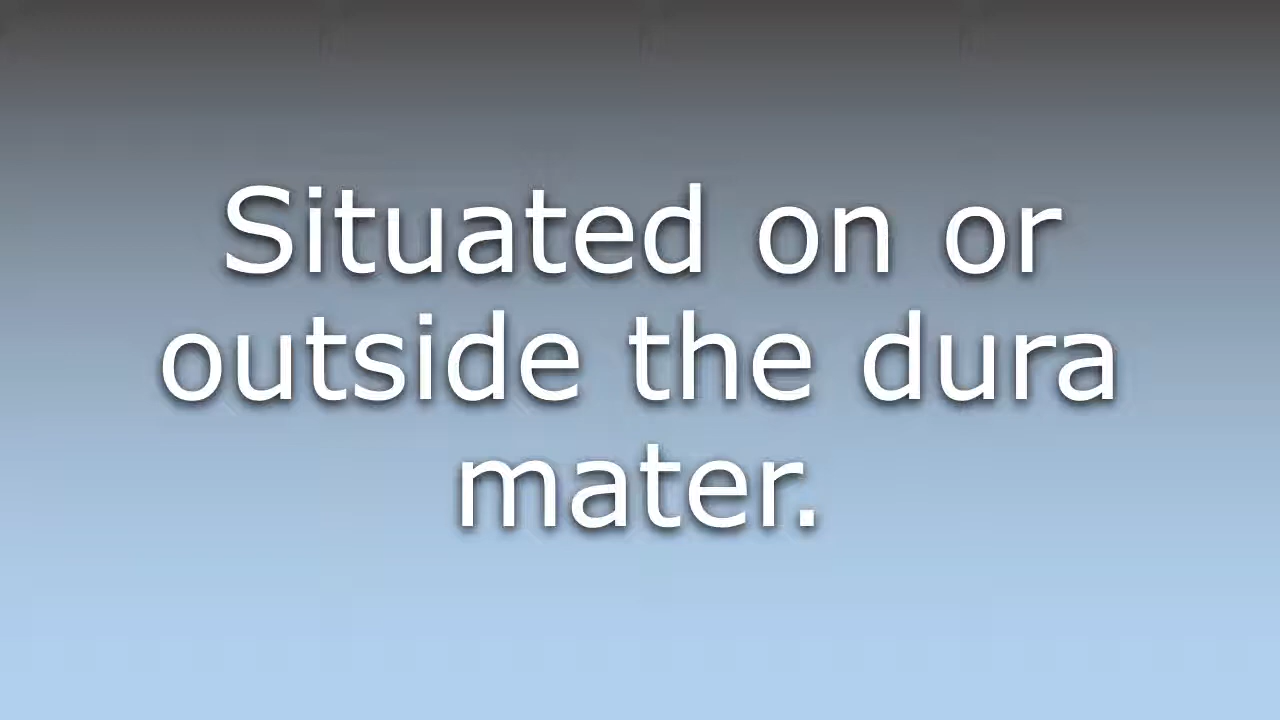 Situated on or
outside the dura
mater.